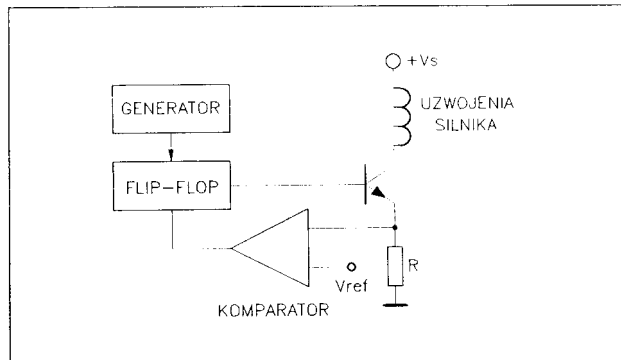 +Vs
GENERATOR
UZWOJENIA
SILNIKA
FLIP-FLOP
R
Vref
KOMPARATOR